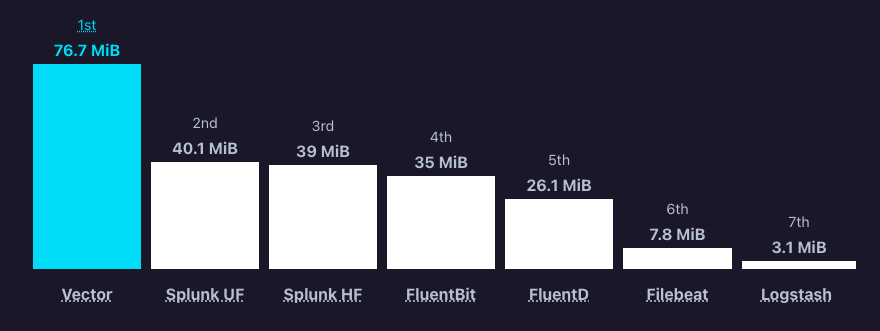 1st
76.7 MiB
2nd
40.1 MiB
3rd
39 MiB
4th
35 MiB
5th
26.1 MiB
6th
7.8 MiB
7th
3.1 MiB
Vector
Splunk UF
Splunk HF
FluentBit
FluentD
Filebeat
Logstash